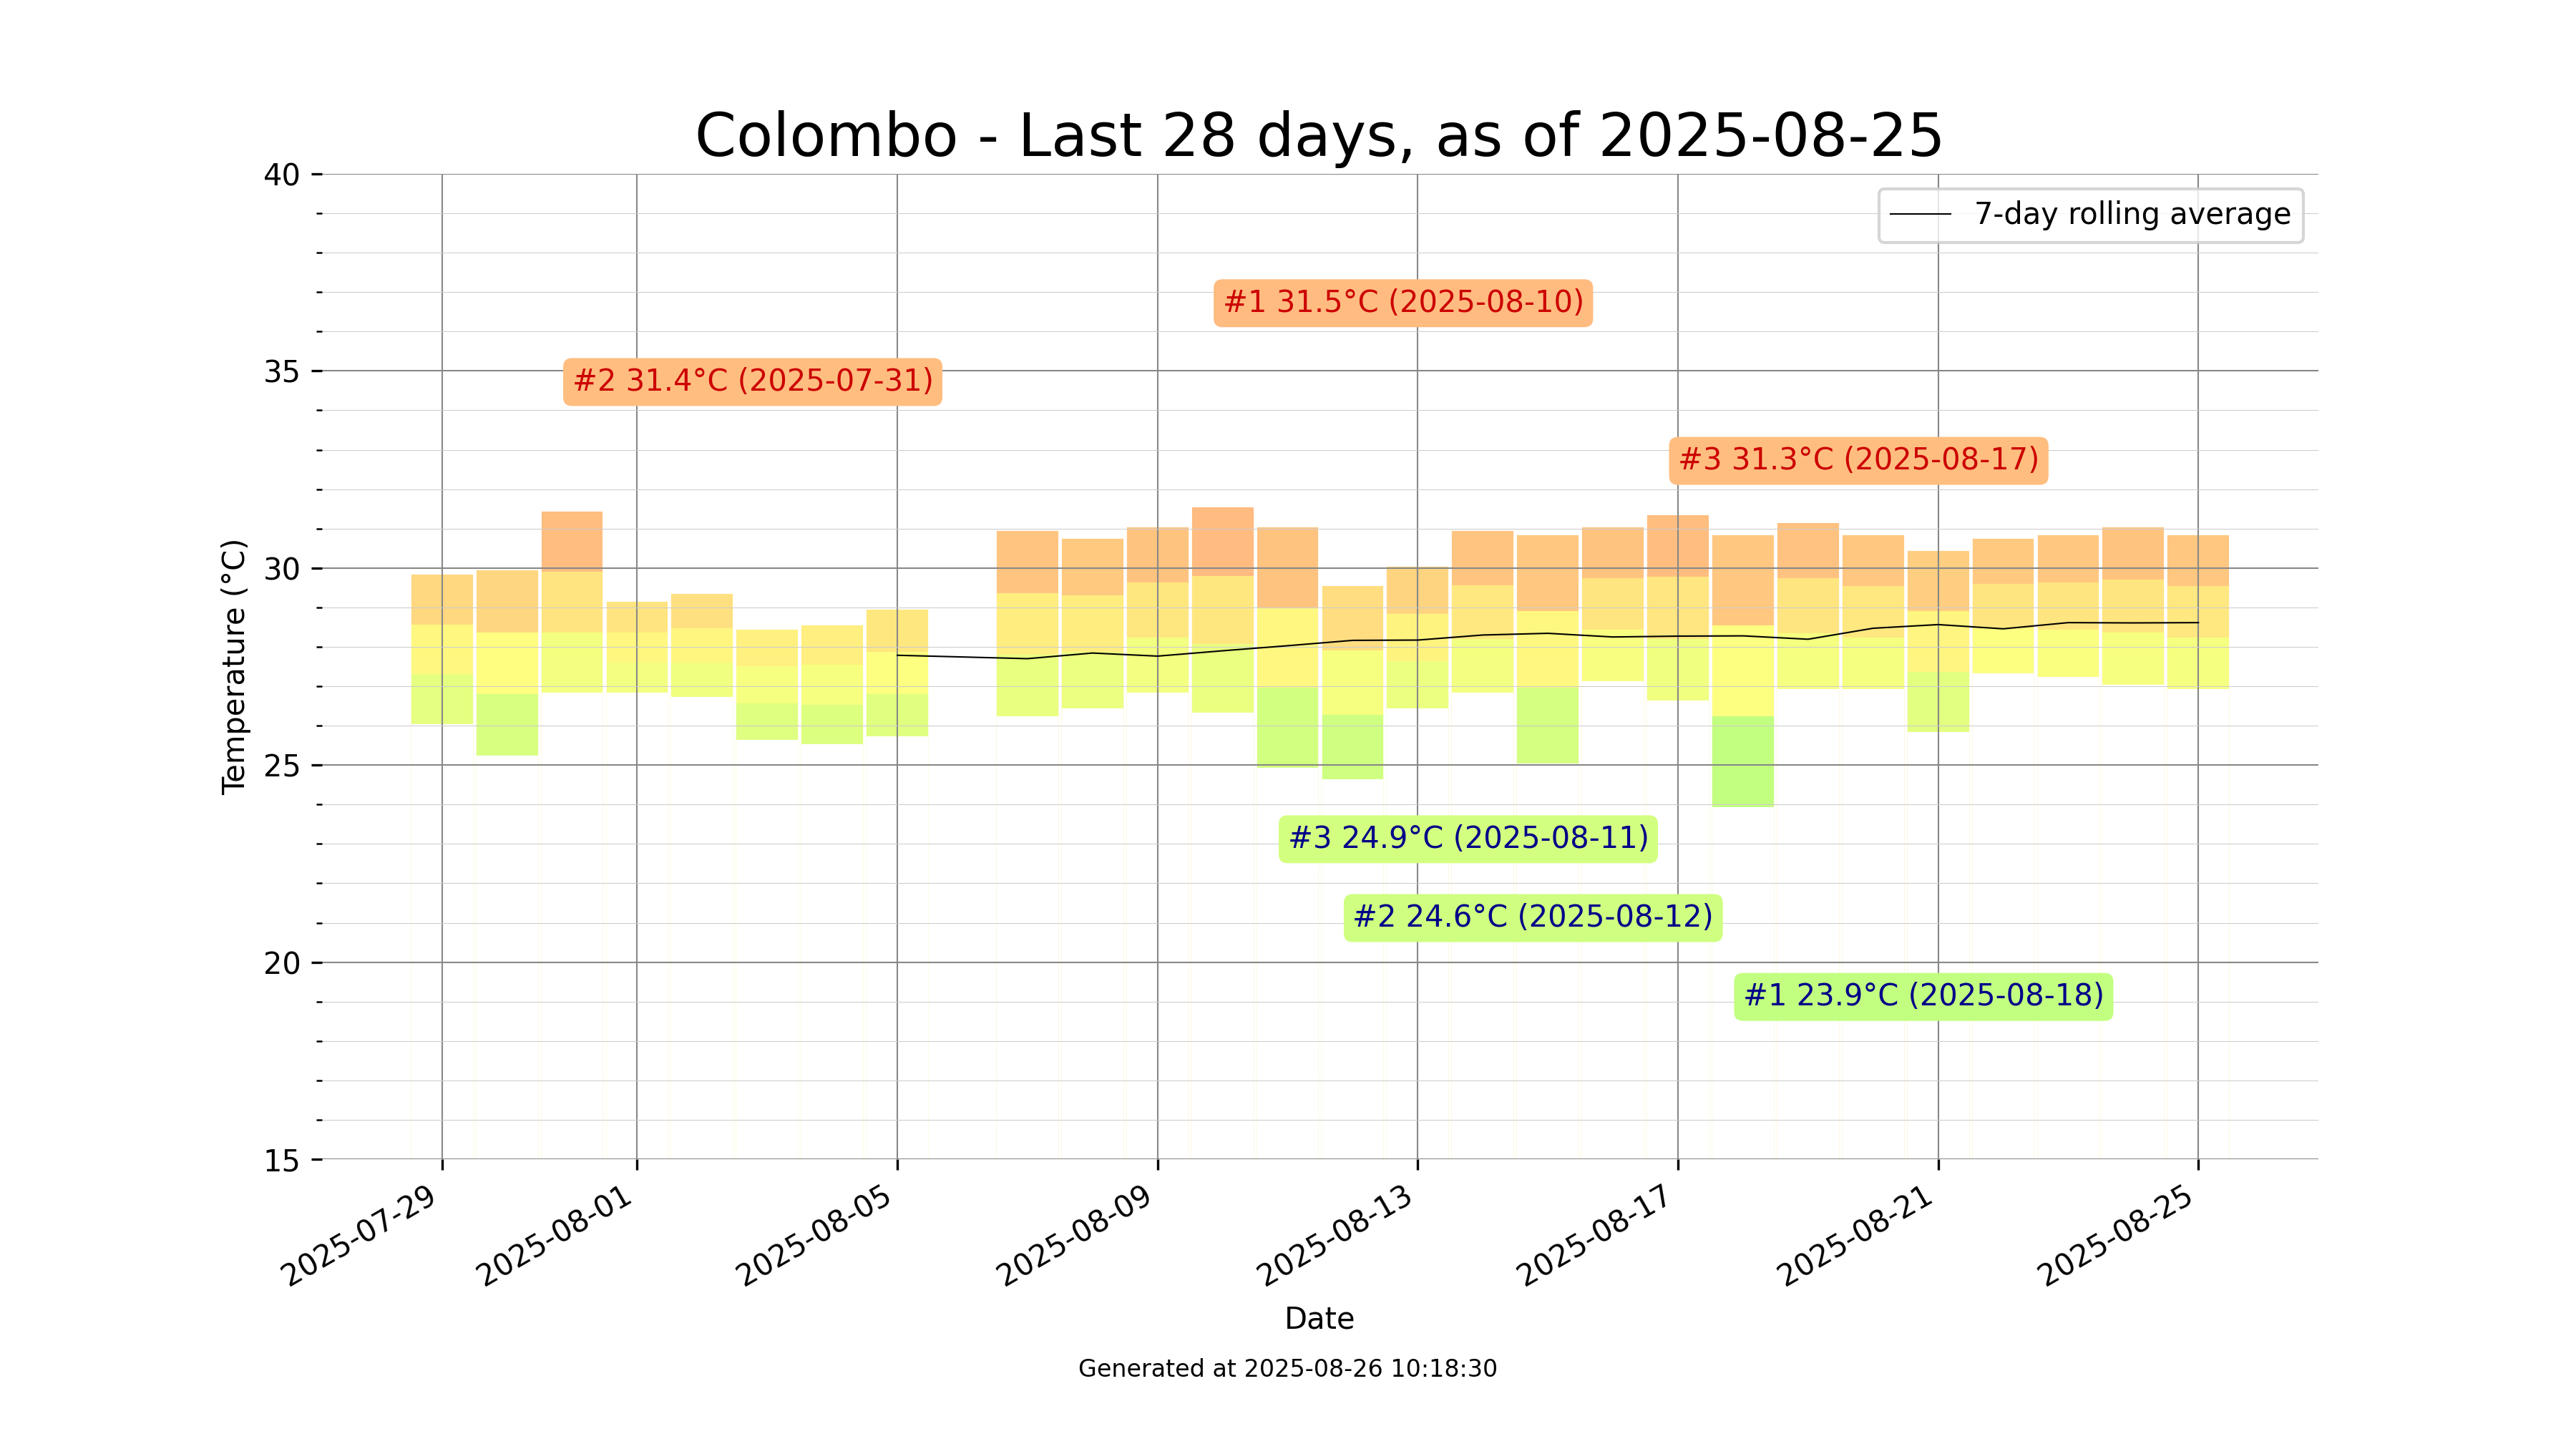 Colombo - Last 28 days, as of 2025-08-25
7-day rolling average
#1 31.5°C (2025-08-10)
#2 31.4°C (2025-07-31)
#3 31.3°C (2025-08-17)
#3 24.9°C (2025-08-11)
#2 24.6°C (2025-08-12)
#1 23.9°C (2025-08-18)
Temperature (°C)
40
35
30
25
20
15
2025-07-29
2025-08-01
2025-08-05
2025-08-09
2025-08-13
2025-08-17
2025-08-21
2025-08-25
Date
Generated at 2025-08-26 10:18:30